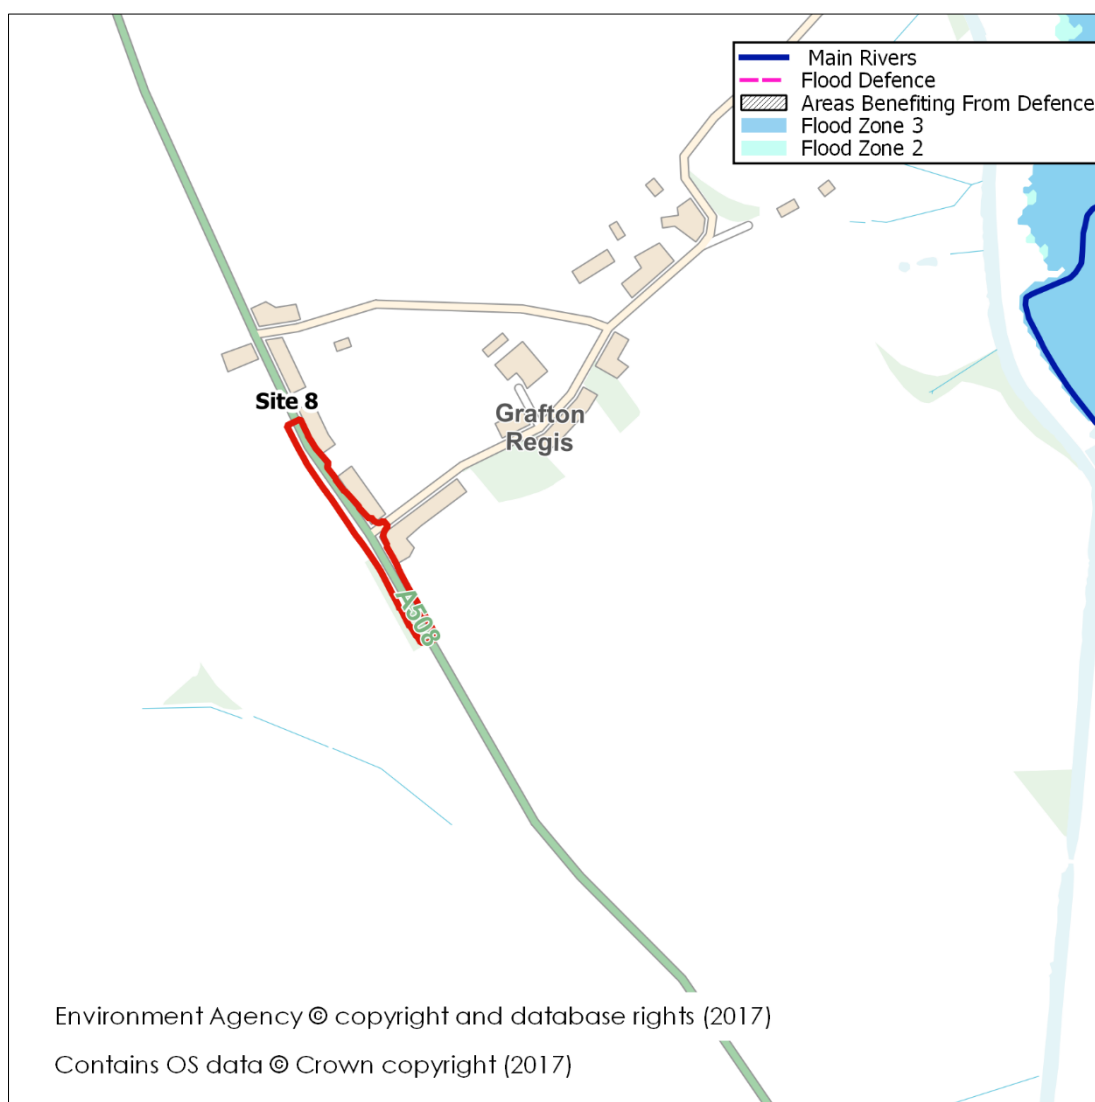 Main Rivers
Flood Defence
Areas Benefiting From Defence
Flood Zone 3
Flood Zone 2
Site 8
Grafton
Regis
A508
Environment Agency © copyright and database rights (2017)
Contains OS data © Crown copyright (2017)